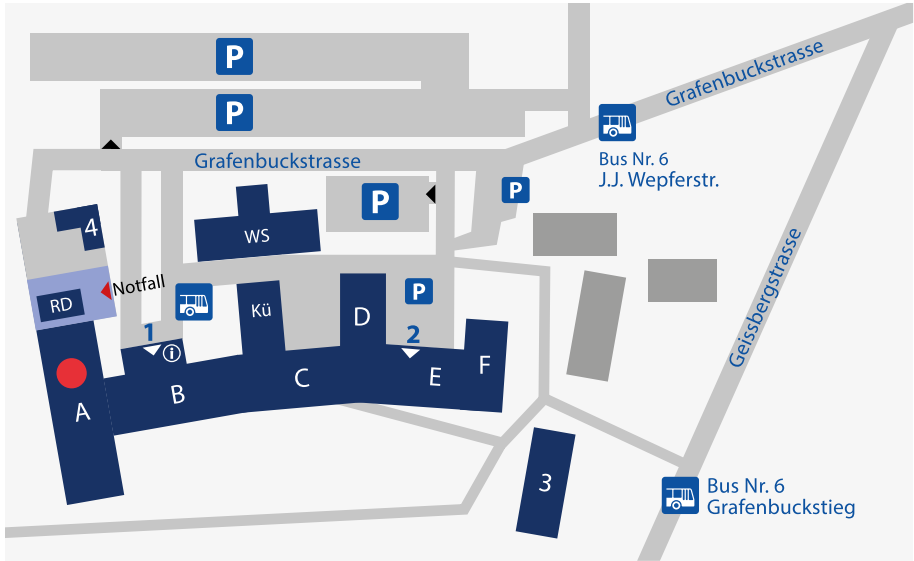 P
P
Grafenbuckstrasse
Bus Nr. 6
J.J. Wepferstr.
Grafenbuckstrasse
P
P
4
WS
Notfall
RD
P
Kü
D
1
i
2
F
Geissbergstrasse
A
B
C
E
3
Bus Nr. 6
Grafenbuckstieg